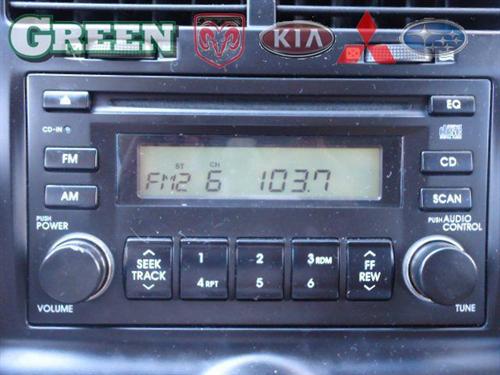 GREEN
KIA
EQ
CD-IN
FM
ST CH
FM2 6 103.7
CD
AM
SCAN
PUSH
POWER
PUSH AUDIO
CONTROL
SEEK
TRACK
1 2 3 RDM
4 RPT 5 6
FF
REW
VOLUME
TUNE